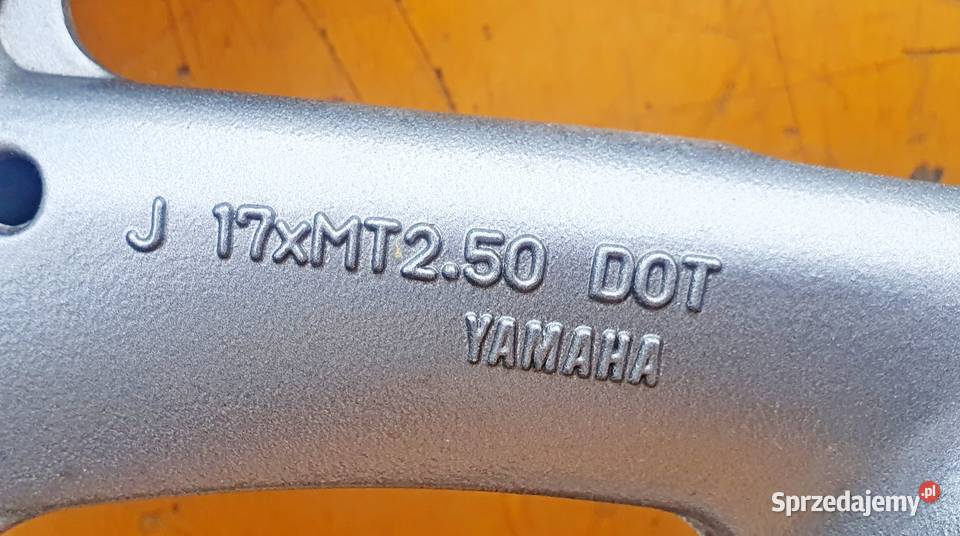 J 17xMT2.50 DOT
YAMAHA
Sprzedajemy.pl